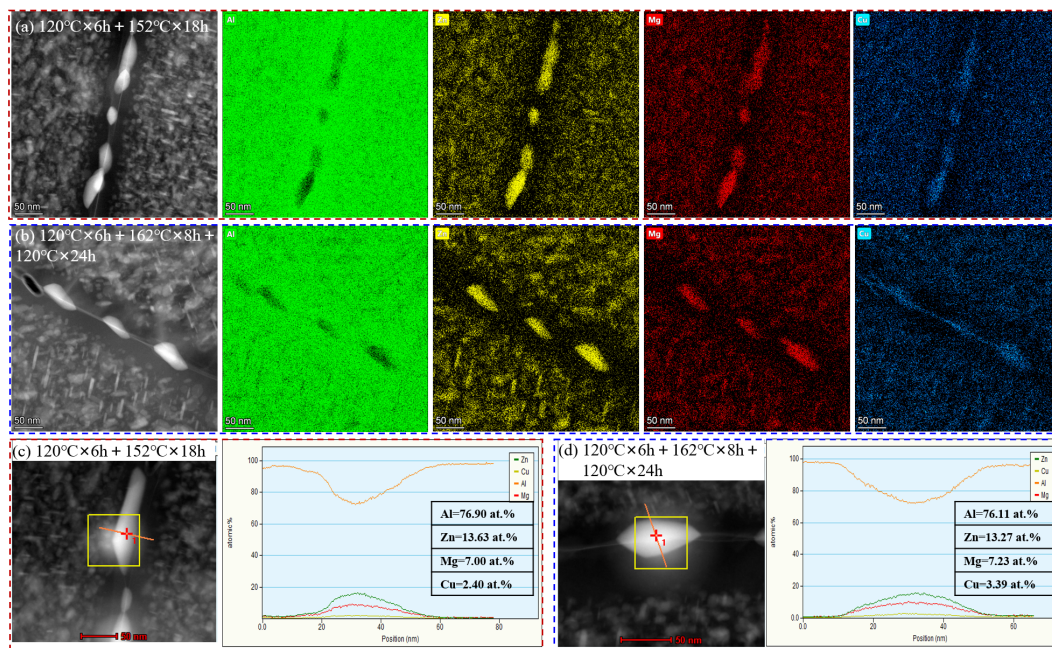 (a) 120℃×6h + 152℃×18h
Al
Zn
Mg
Cu
50 nm
50 nm
50 nm
50 nm
50 nm
(b) 120℃×6h + 162℃×8h +
120℃×24h
Al
Zn
Mg
Cu
50 nm
50 nm
50 nm
50 nm
50 nm
(c) 120℃×6h + 152℃×18h
1
50 nm
100
80
60
40
20
0
atomic%
0.0
20
40
60
80
Position (nm)
Zn
Cu
Al
Mg
Al=76.90 at.%
Zn=13.63 at.%
Mg=7.00 at.%
Cu=2.40 at.%
(d) 120℃×6h + 162℃×8h +
120℃×24h
1
50 nm
100
80
60
40
20
0
atomic%
0.0
20
40
60
Position (nm)
Zn
Cu
Al
Mg
Al=76.11 at.%
Zn=13.27 at.%
Mg=7.23 at.%
Cu=3.39 at.%